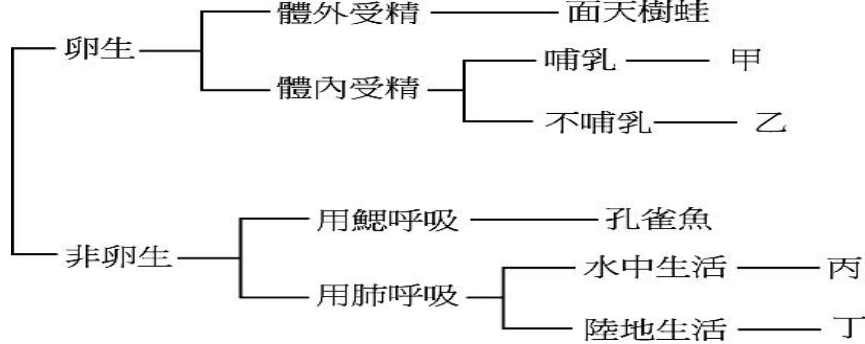 體外受精 面天樹蛙
卵生
哺乳 甲
體內受精
不哺乳 乙
用鰓呼吸 孔雀魚
非卵生
水中生活 丙
用肺呼吸
陸地生活 丁